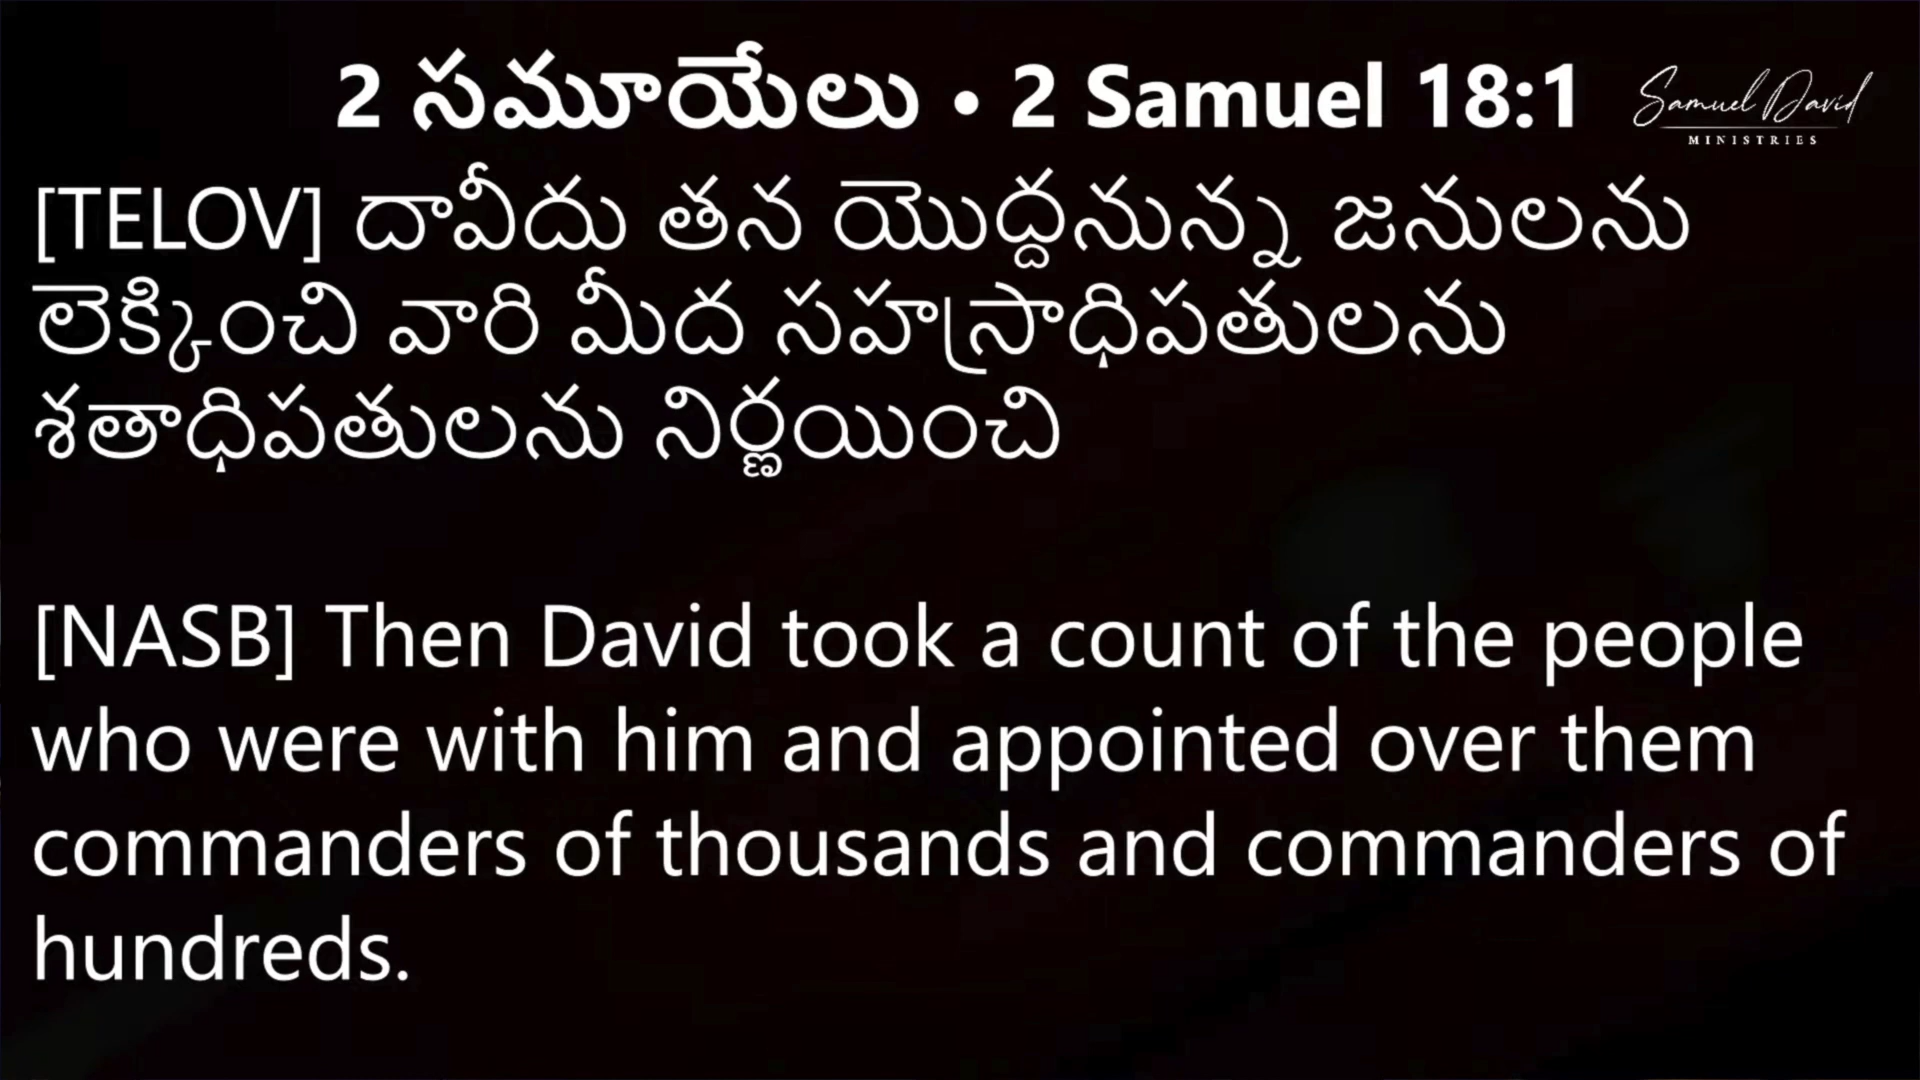 2 సమూయేలు • 2 Samuel 18:1
Samuel David
MINISTRIES
[TELOV] దావీదు తన యొద్దనున్న జనులను
లెక్కించి వారి మీద సహస్రాధిపతులను
శతాధిపతులను నిర్ణయించి
[NASB] Then David took a count of the people
who were with him and appointed over them
commanders of thousands and commanders of
hundreds.